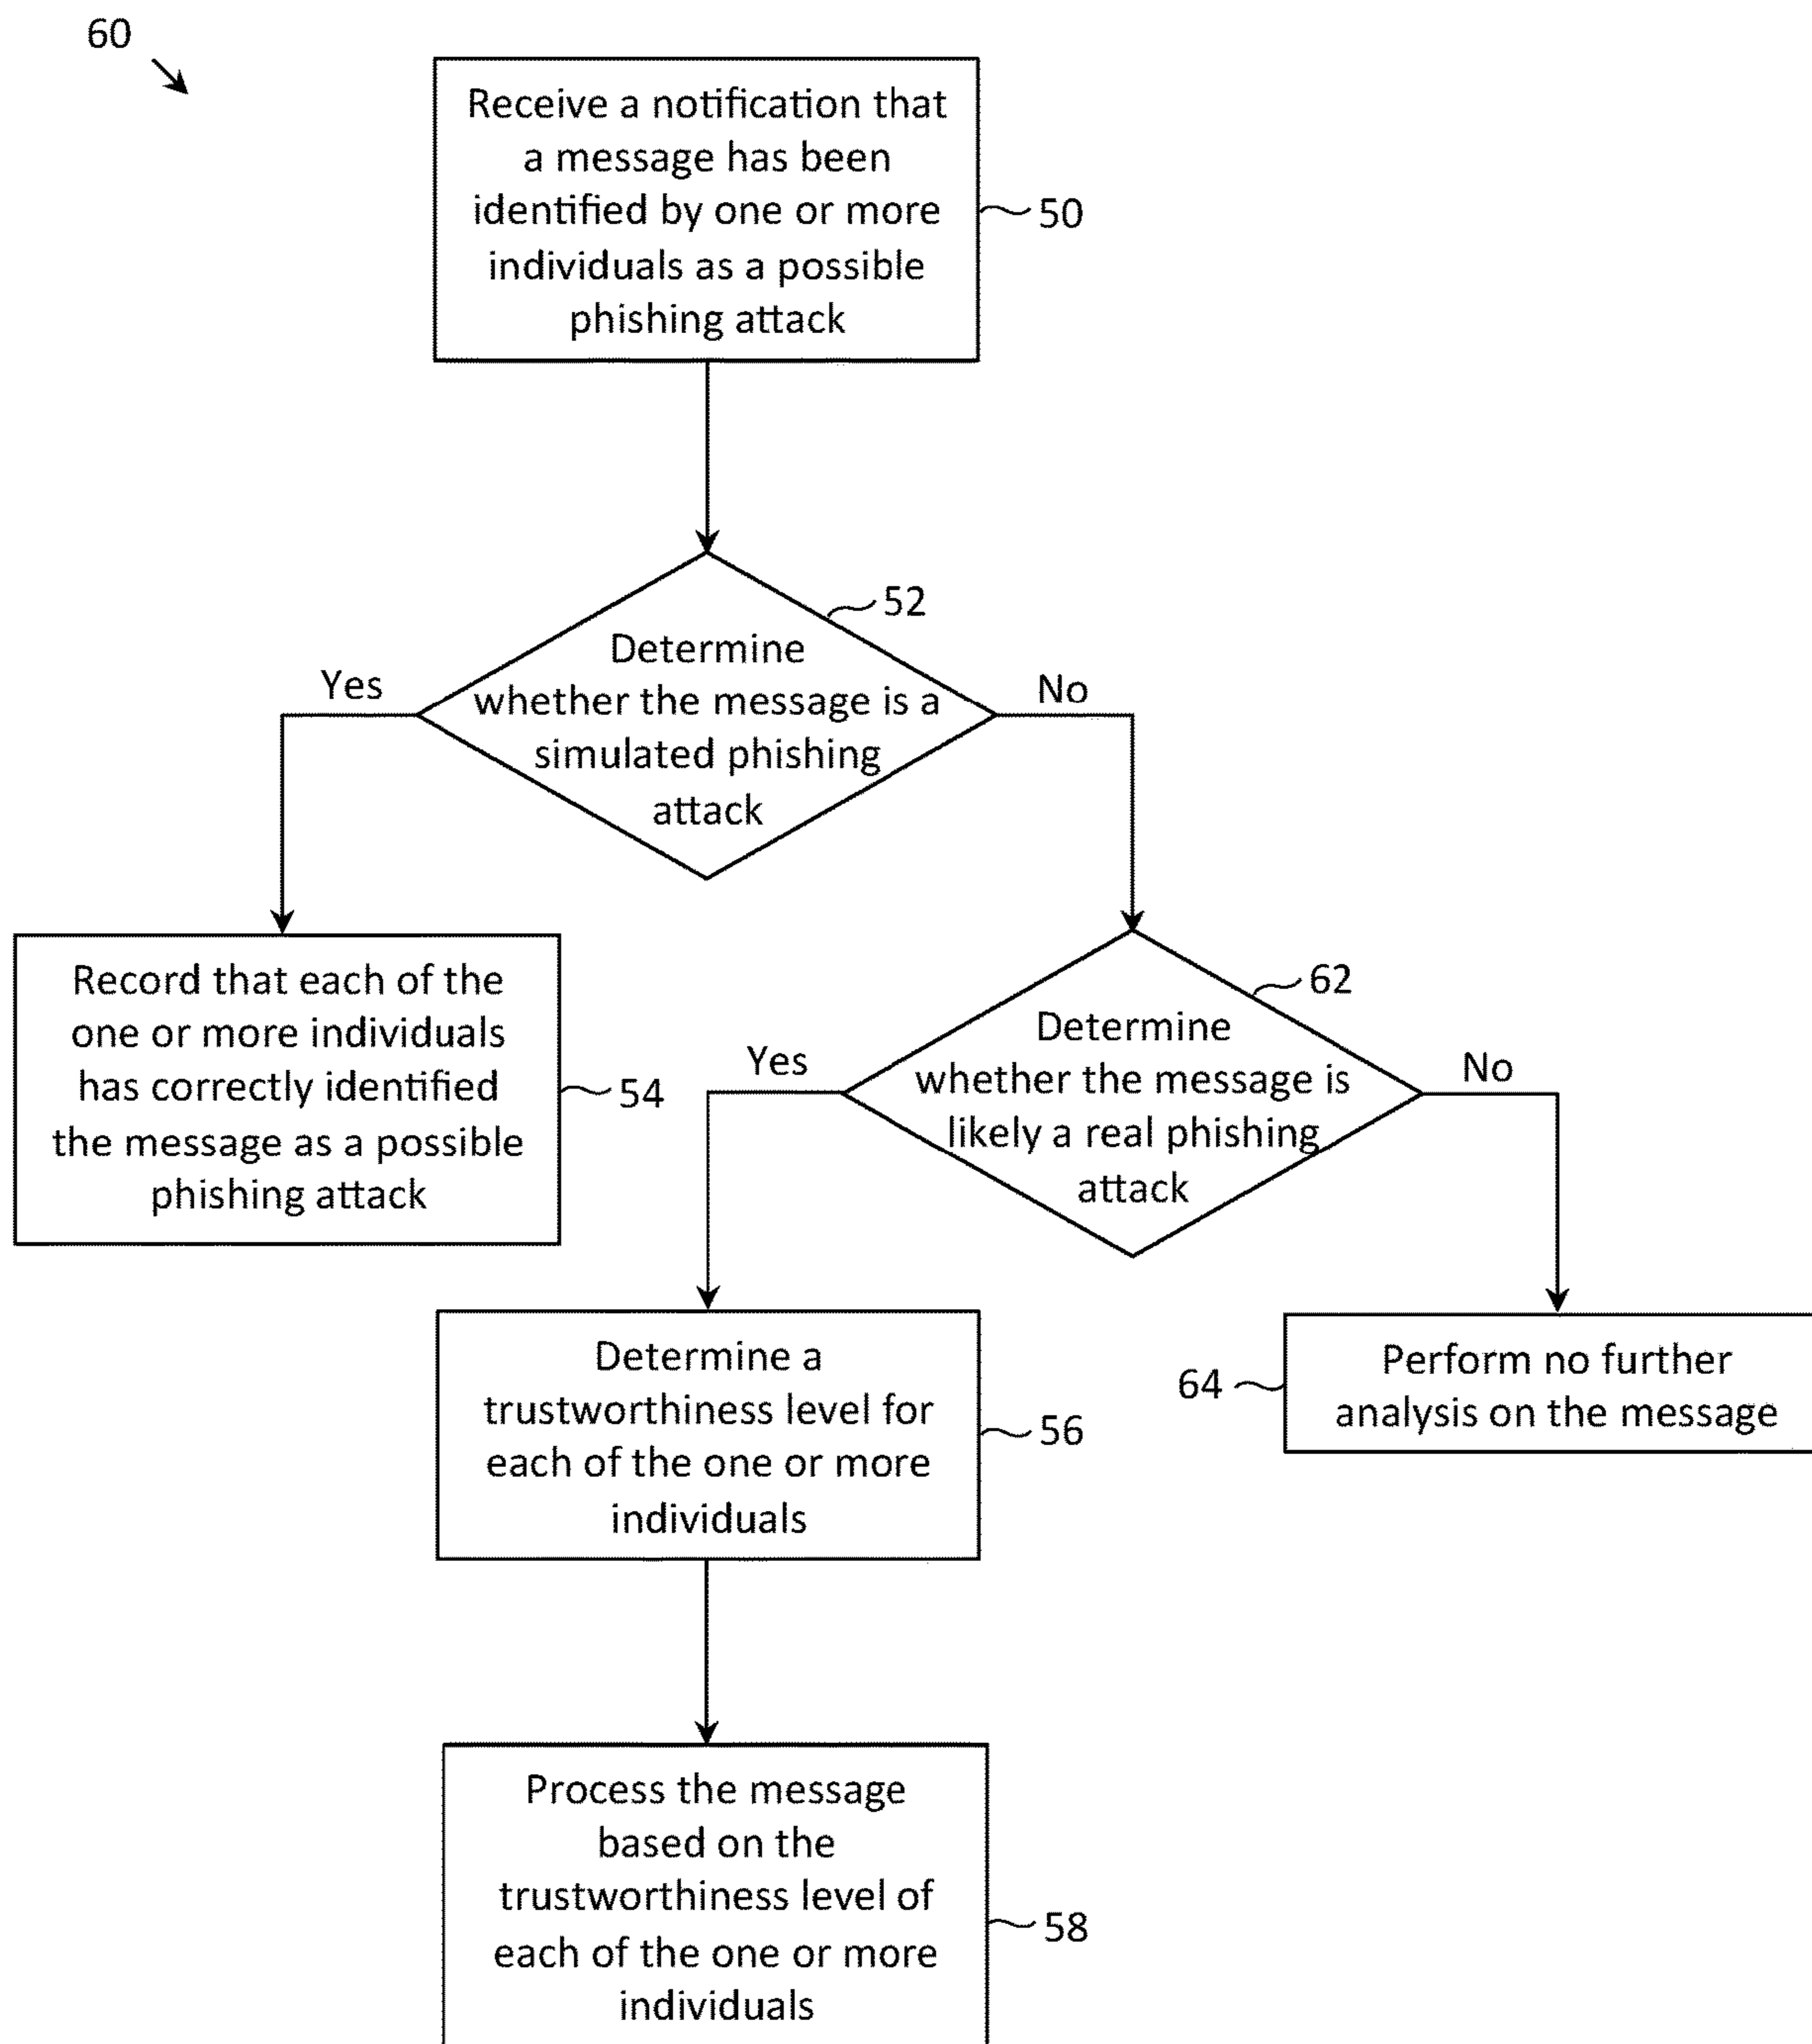 60
Receive a notification that
a message has been
identified by one or more
individuals as a possible
phishing attack
50
52
Determine
whether the message is a
simulated phishing
attack
Yes
No
Record that each of the
one or more individuals
has correctly identified
the message as a possible
phishing attack
54
62
Determine
whether the message is
likely a real phishing
attack
Yes
No
Determine a
trustworthiness level for
each of the one or more
individuals
56
64
Perform no further
analysis on the message
Process the message
based on the
trustworthiness level of
each of the one or more
individuals
58